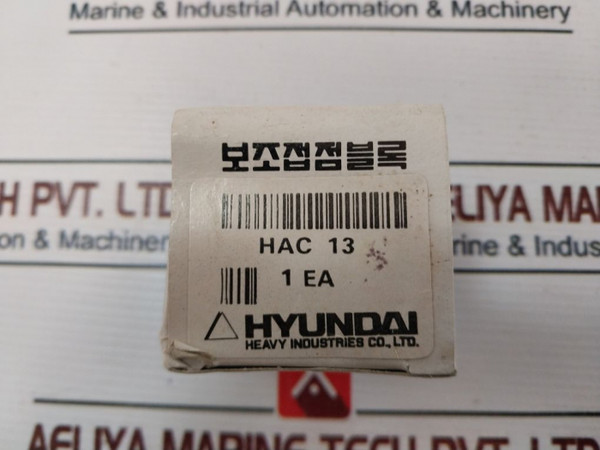 Marine & Industrial Automation & Machinery
보조접점블록
HAC 13
1 EA
HYUNDAI
HEAVY INDUSTRIES CO., LTD.
H PVT. LTD
AELIYA MARIN
on & Machiner
rine & Indus
AELIYA MARINE TECH PVT. LTD